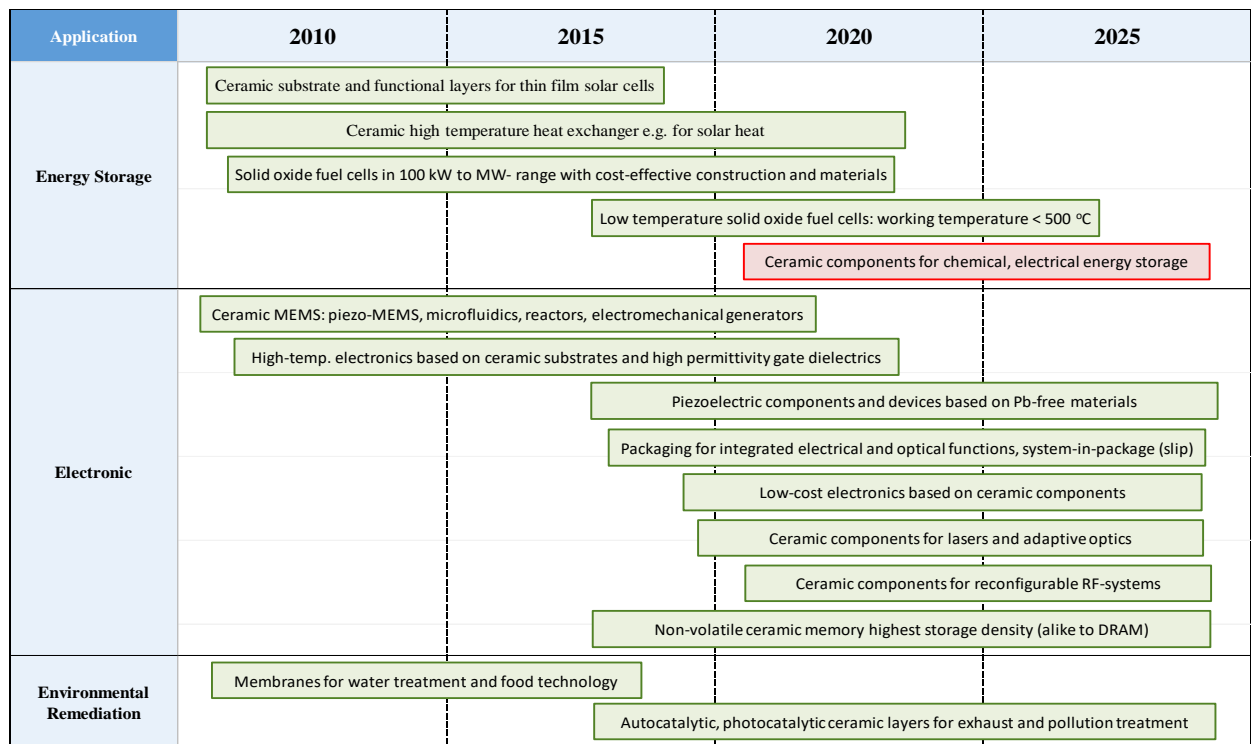 Application 2010 2015 2020 2025
Ceramic substrate and functional layers for thin film solar cells
Ceramic high temperature heat exchanger e.g. for solar heat
Energy Storage
Solid oxide fuel cells in 100 kW to MW- range with cost-effective construction and materials
Low temperature solid oxide fuel cells: working temperature < 500 °C
Ceramic components for chemical, electrical energy storage
Ceramic MEMS: piezo-MEMS, microfluidics, reactors, electromechanical generators
High-temp. electronics based on ceramic substrates and high permittivity gate dielectrics
Piezoelectric components and devices based on Pb-free materials
Packaging for integrated electrical and optical functions, system-in-package (slip)
Electronic
Low-cost electronics based on ceramic components
Ceramic components for lasers and adaptive optics
Ceramic components for reconfigurable RF-systems
Non-volatile ceramic memory highest storage density (alike to DRAM)
Membranes for water treatment and food technology
Environmental
Remediation
Autocatalytic, photocatalytic ceramic layers for exhaust and pollution treatment